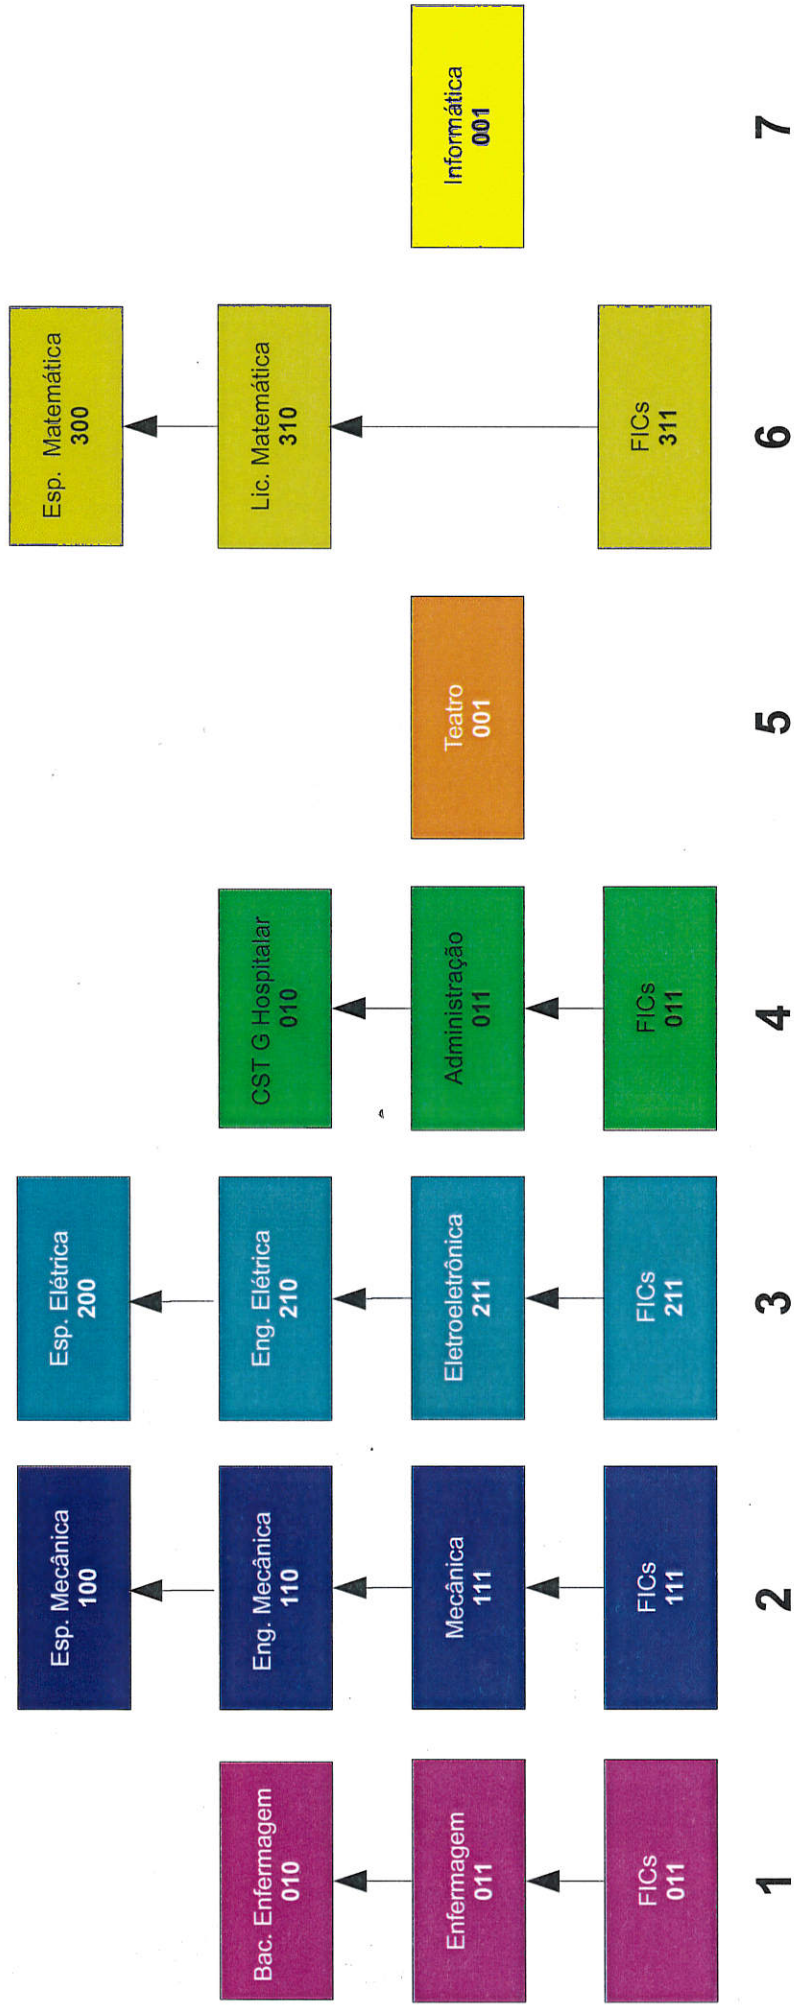 Esp. Mecânica
100
Esp. Elétrica
200
Esp. Matemática
300
Bac. Enfermagem
010
Eng. Mecânica
110
Eng. Elétrica
210
CST G Hospitalar
010
Lic. Matemática
310
Enfermagem
011
Mecânica
111
Eletroeletrônica
211
Administração
011
Teatro
001
Informática
001
FICs
011
FICs
111
FICs
211
FICs
011
FICs
311
1
2
3
4
5
6
7